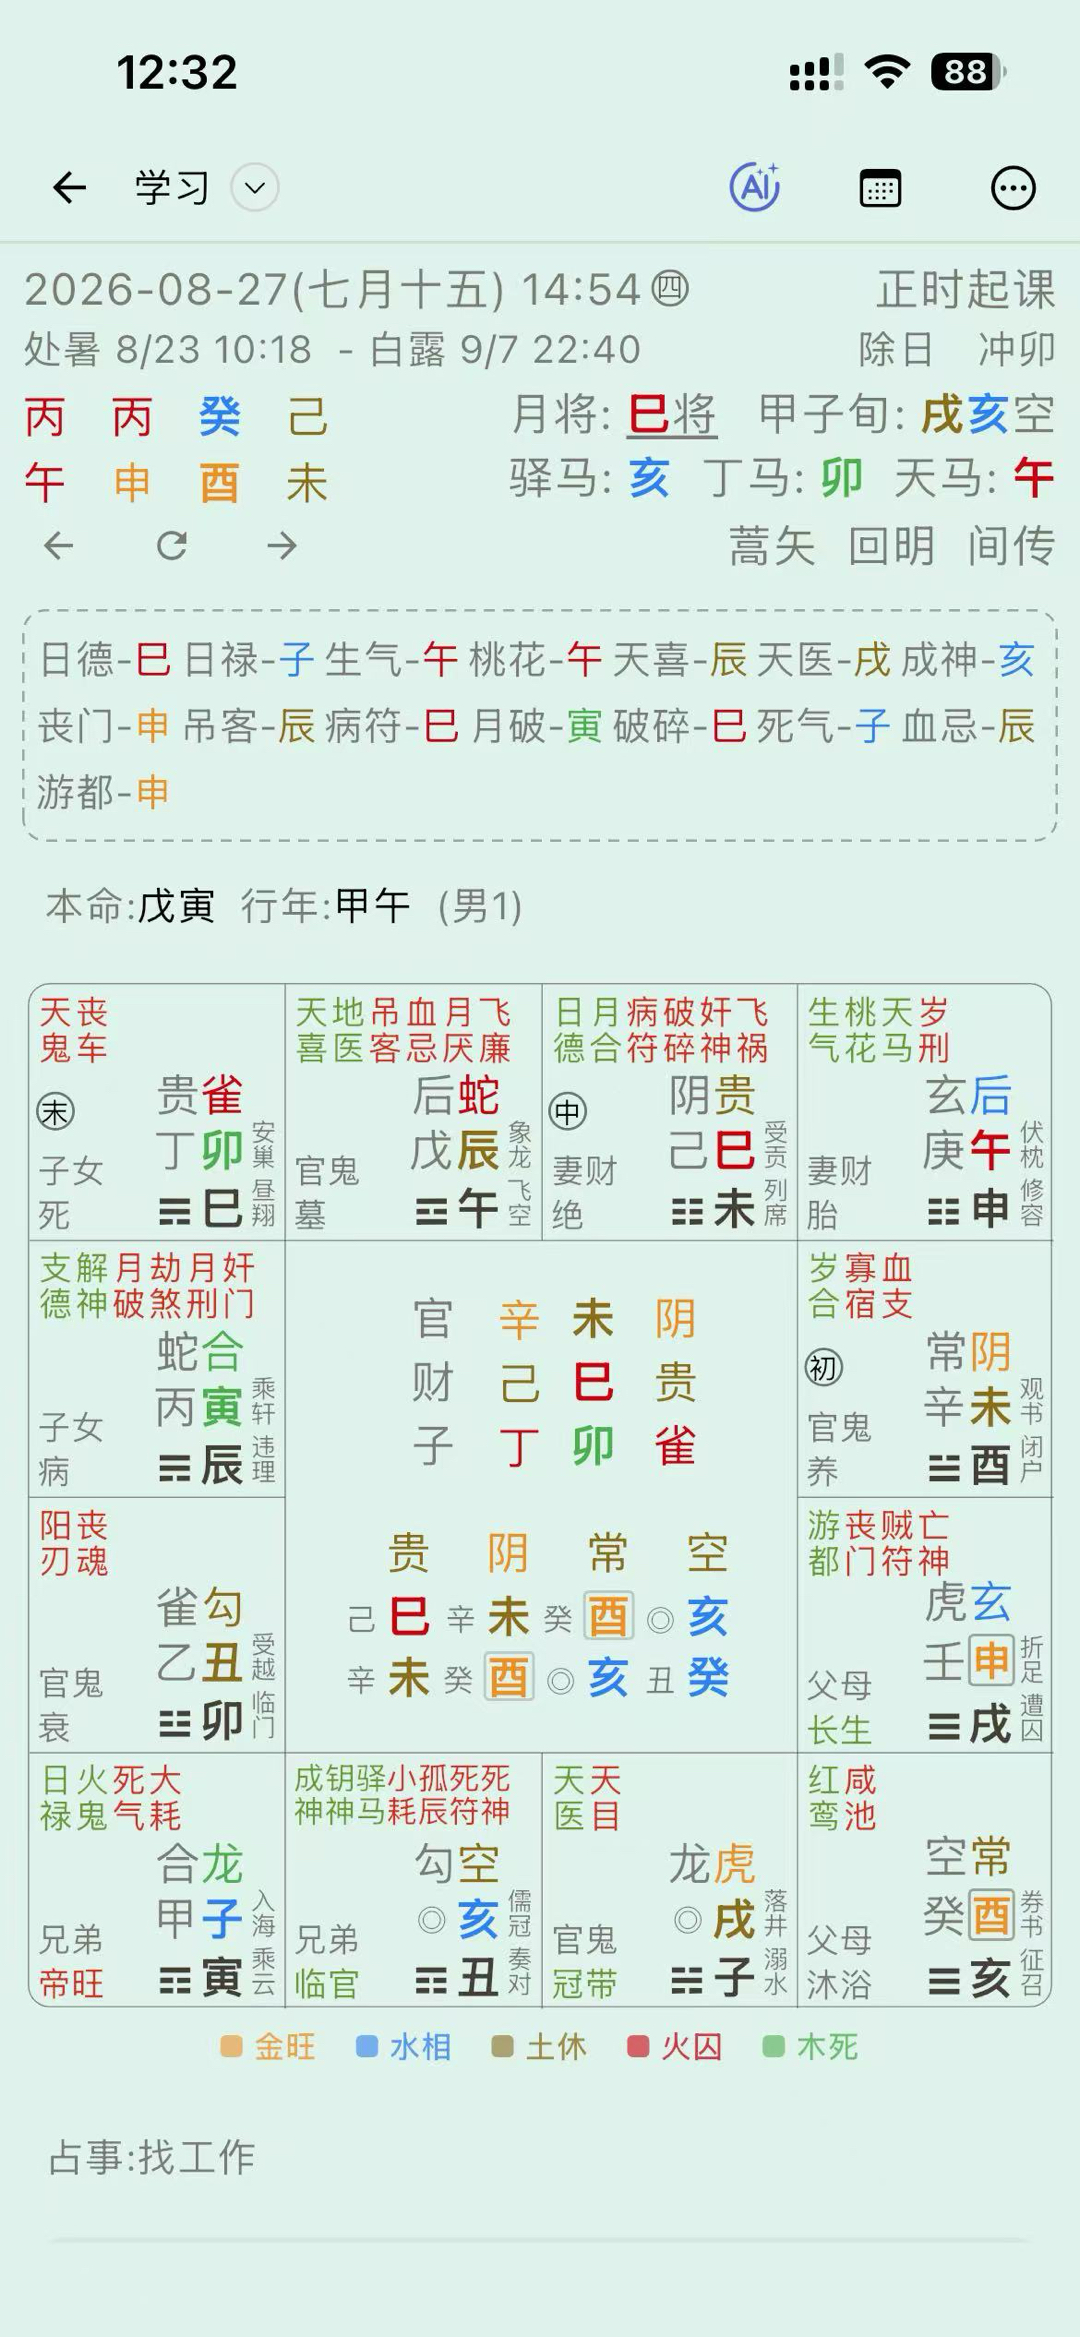 12:32
88
学习
AI
2026-08-27(七月十五) 14:54 四 正时起课
处暑 8/23 10:18 - 白露 9/7 22:40 除日 冲卯
丙 丙 癸 己 月将: 巳将 甲子旬: 戌亥空
午 申 酉 未 驿马: 亥 丁马: 卯 天马: 午
蒿矢 回明 间传
日德-巳 日禄-子 生气-午 桃花-午 天喜-辰 天医-戌 成神-亥
丧门-申 吊客-辰 病符-巳 月破-寅 破碎-巳 死气-子 血忌-辰
游都-申
本命:戊寅 行年:甲午 (男1)
天丧
鬼车
贵雀
末
丁卯
安巢
子女
死
☴巳
昼翔
天地吊血月飞
喜医客忌厌廉
后蛇
戊辰
象龙
官鬼
墓
☲午
飞空
日月病破奸飞
德合符碎神祸
阴贵
中
己巳
受贡
妻财
绝
☷未
列席
生桃天岁
气花马刑
玄后
庚午
伏枕
妻财
胎
☷申
修容
支解月劫月奸
德神破煞刑门
蛇合
丙寅
乘轩
子女
病
☴辰
违理
官 辛 未 阴
财 己 巳 贵
子 丁 卯 雀
岁寡血
合宿支
常阴
初
辛未
观书
官鬼
养
☱酉
闭户
阳丧
刃魂
雀勾
乙丑
受越
官鬼
衰
☳卯
临门
贵 阴 常 空
己 巳 辛 未 癸 酉 ◎ 亥
辛 未 癸 酉 ◎ 亥 丑 癸
游丧贼亡
都门符神
虎玄
壬申
折足
父母
长生
☰戌
遭囚
日火死大
禄鬼气耗
合龙
甲子
入海
兄弟
帝旺
☶寅
乘云
成钥驿小孤死死
神神马耗辰符神
勾空
◎亥
儒冠
兄弟
临官
☶丑
奏对
天天
医目
龙虎
◎戌
落井
官鬼
冠带
☵子
溺水
红咸
鸾池
空常
癸酉
券书
父母
沐浴
☰亥
征召
金旺 水相 土休 火囚 木死
占事:找工作